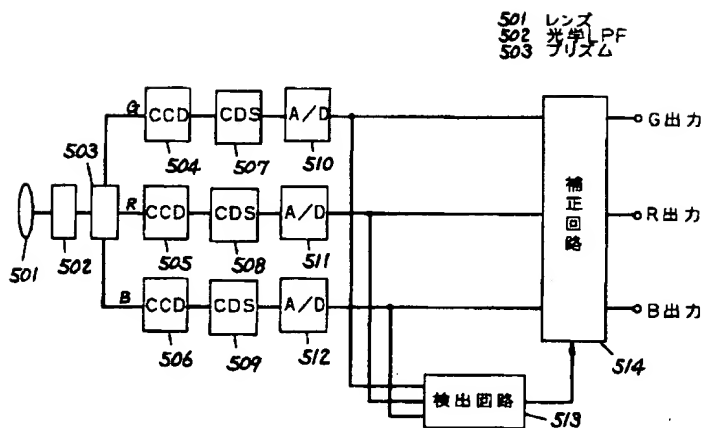 501 レンズ
502 光学LPF
503 プリズム
G CCD CDS A/D G出力
503 504 507 510
R CCD CDS A/D 補正回路 R出力
501 502 505 508 511
B CCD CDS A/D B出力
506 509 512 514
検出回路
513